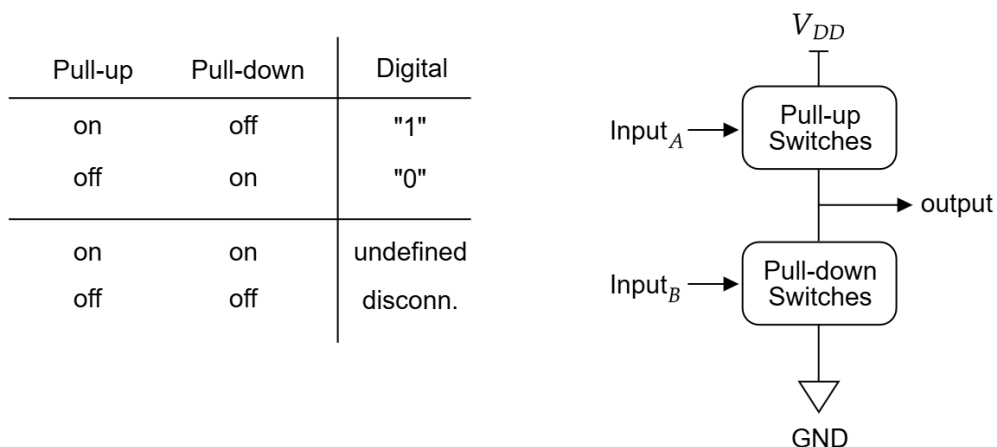 Pull-up Pull-down Digital
on off "1"
off on "0"
on on undefined
off off disconn.
V_DD
Pull-up
Switches
Input_A
output
Pull-down
Switches
Input_B
GND